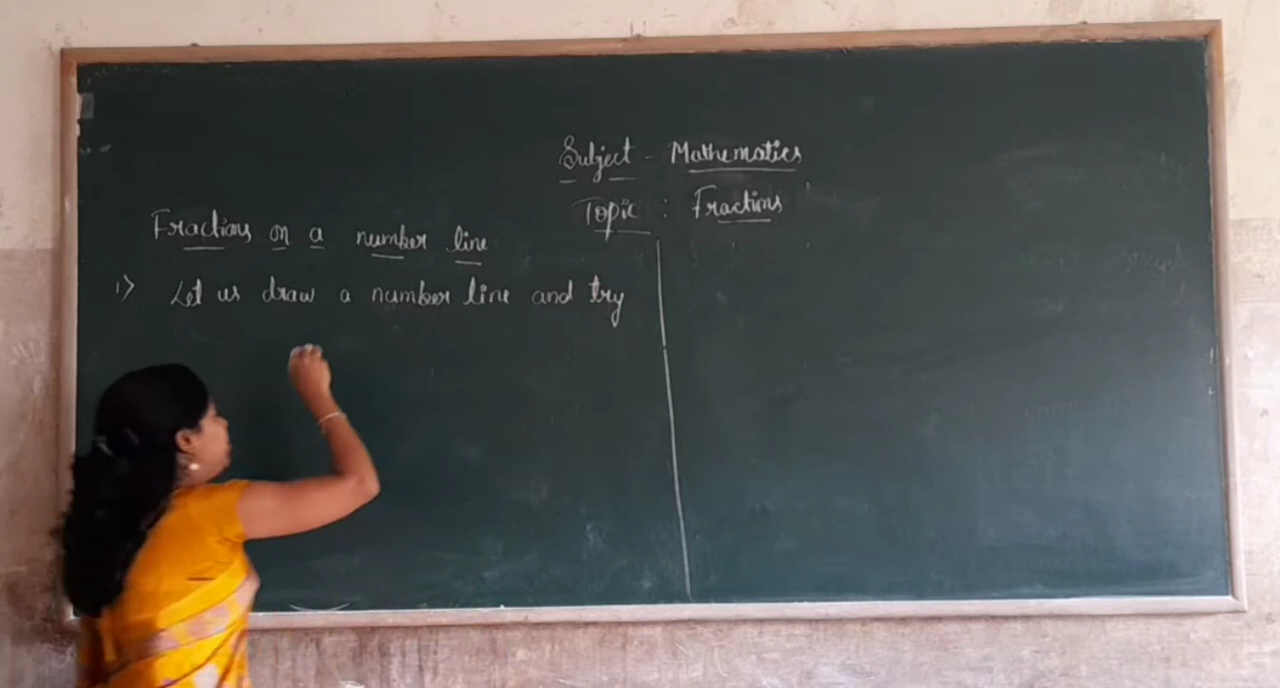 Subject - Mathematics
Topic : Fractions
Fractions on a number line
1) Let us draw a number line and try